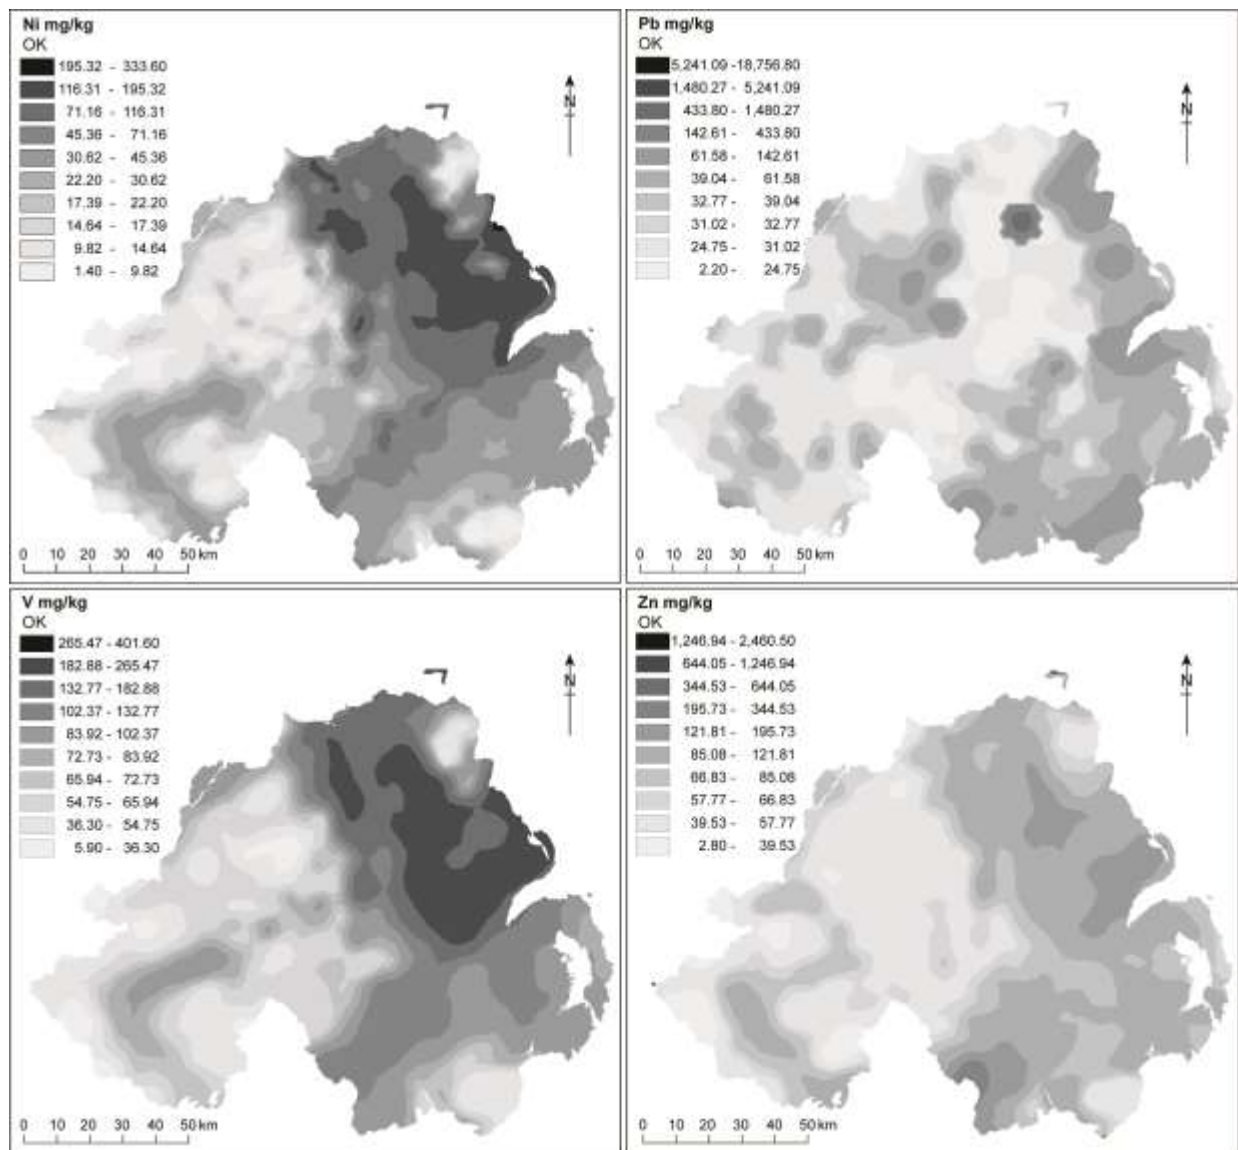 Ni mg/kg
OK
195.32 - 333.60
116.31 - 195.32
71.16 - 116.31
45.36 - 71.16
30.62 - 45.36
22.20 - 30.62
17.39 - 22.20
14.64 - 17.39
9.82 - 14.64
1.40 - 9.82
N
0 10 20 30 40 50 km
Pb mg/kg
OK
5,241.09 - 18,756.80
1,480.27 - 5,241.09
433.80 - 1,480.27
142.61 - 433.80
61.58 - 142.61
39.04 - 61.58
32.77 - 39.04
31.02 - 32.77
24.75 - 31.02
2.20 - 24.75
N
0 10 20 30 40 50 km
V mg/kg
OK
265.47 - 401.60
182.88 - 265.47
132.77 - 182.88
102.37 - 132.77
83.92 - 102.37
72.73 - 83.92
65.94 - 72.73
54.75 - 65.94
36.30 - 54.75
5.90 - 36.30
N
0 10 20 30 40 50 km
Zn mg/kg
OK
1,246.94 - 2,460.50
644.05 - 1,246.94
344.53 - 644.05
195.73 - 344.53
121.81 - 195.73
85.08 - 121.81
66.83 - 85.08
57.77 - 66.83
39.53 - 57.77
2.80 - 39.53
N
0 10 20 30 40 50 km